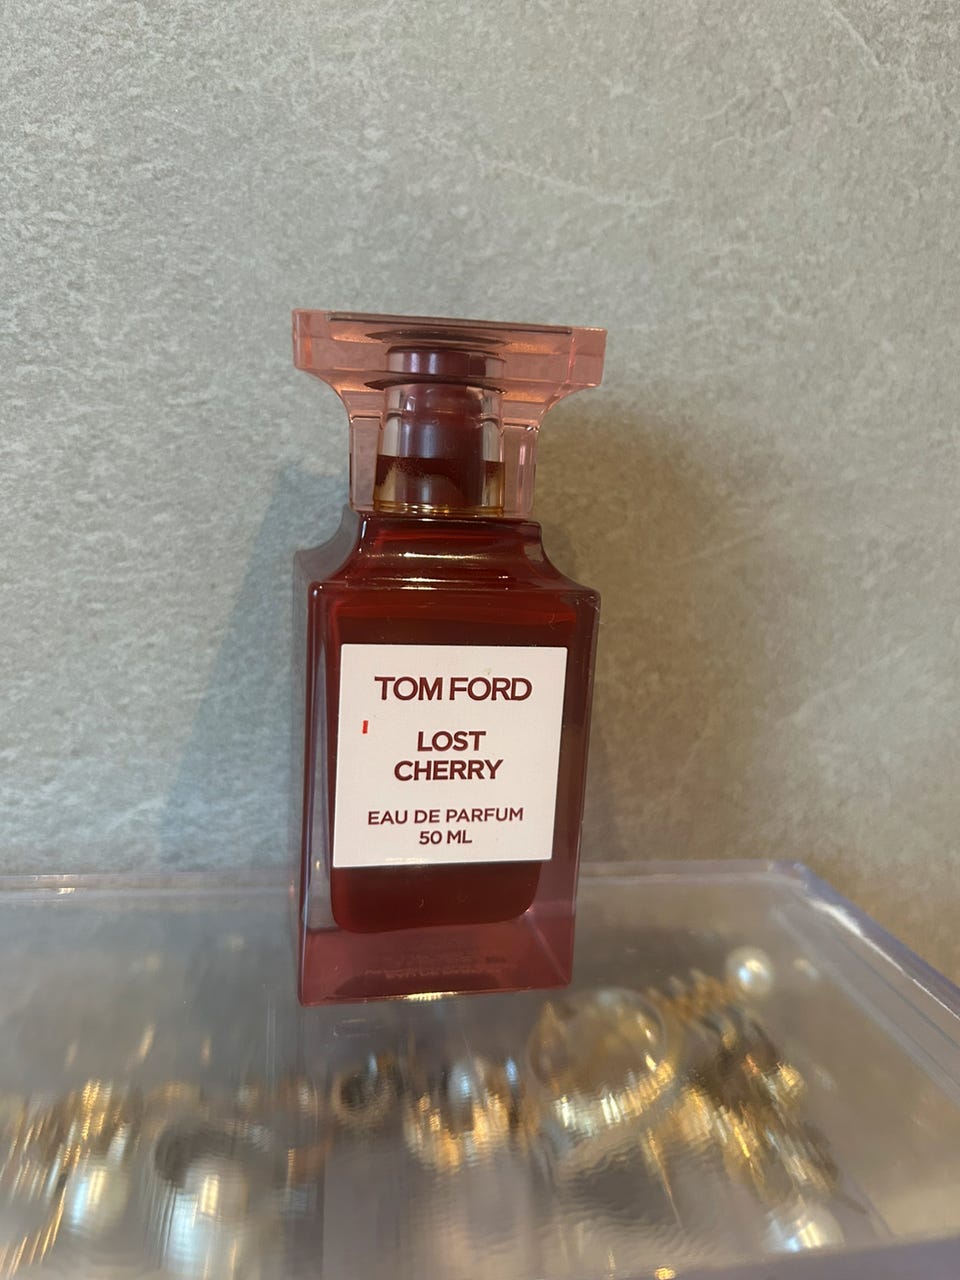 TOM FORD
LOST
CHERRY
EAU DE PARFUM
50 ML